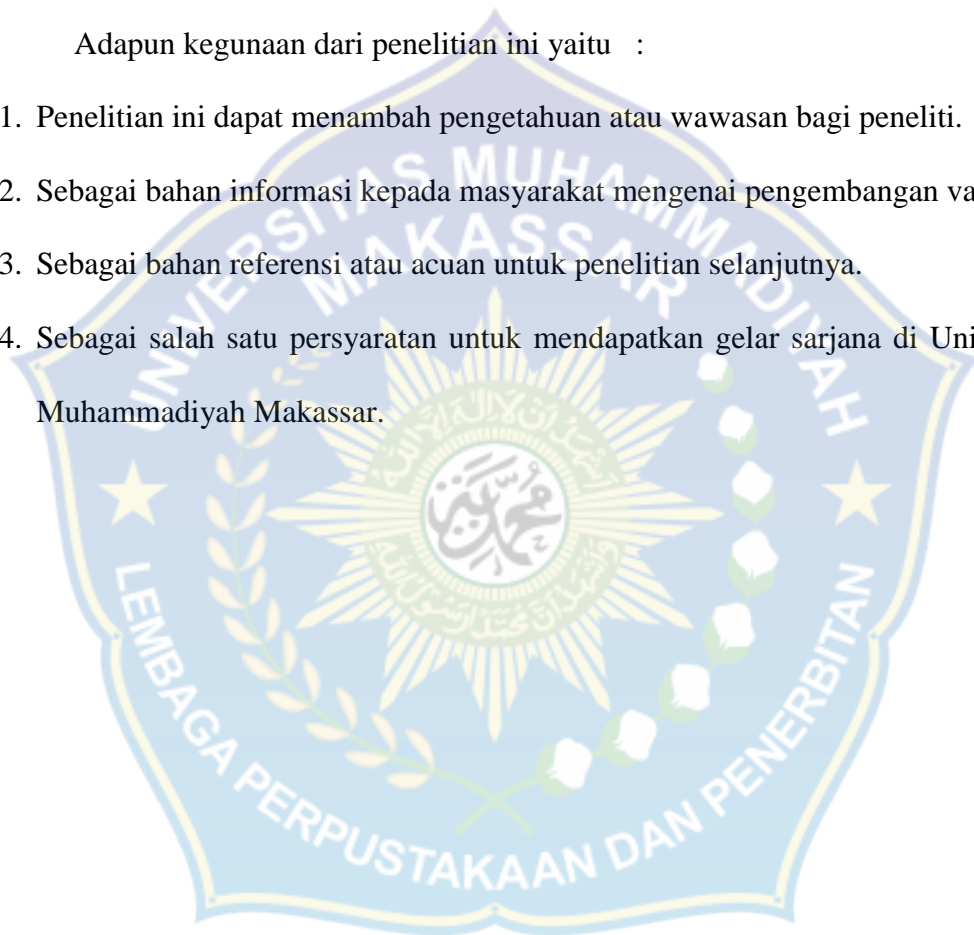 Adapun kegunaan dari penelitian ini yaitu :
1. Penelitian ini dapat menambah pengetahuan atau wawasan bagi peneliti.
2. Sebagai bahan informasi kepada masyarakat mengenai pengembangan va
3. Sebagai bahan referensi atau acuan untuk penelitian selanjutnya.
4. Sebagai salah satu persyaratan untuk mendapatkan gelar sarjana di Uni
Muhammadiyah Makassar.
UNIVERSITAS MUHAMMADIYAH
MAKASSAR
LEMBAGA PERPUSTAKAAN DAN PENERBITAN